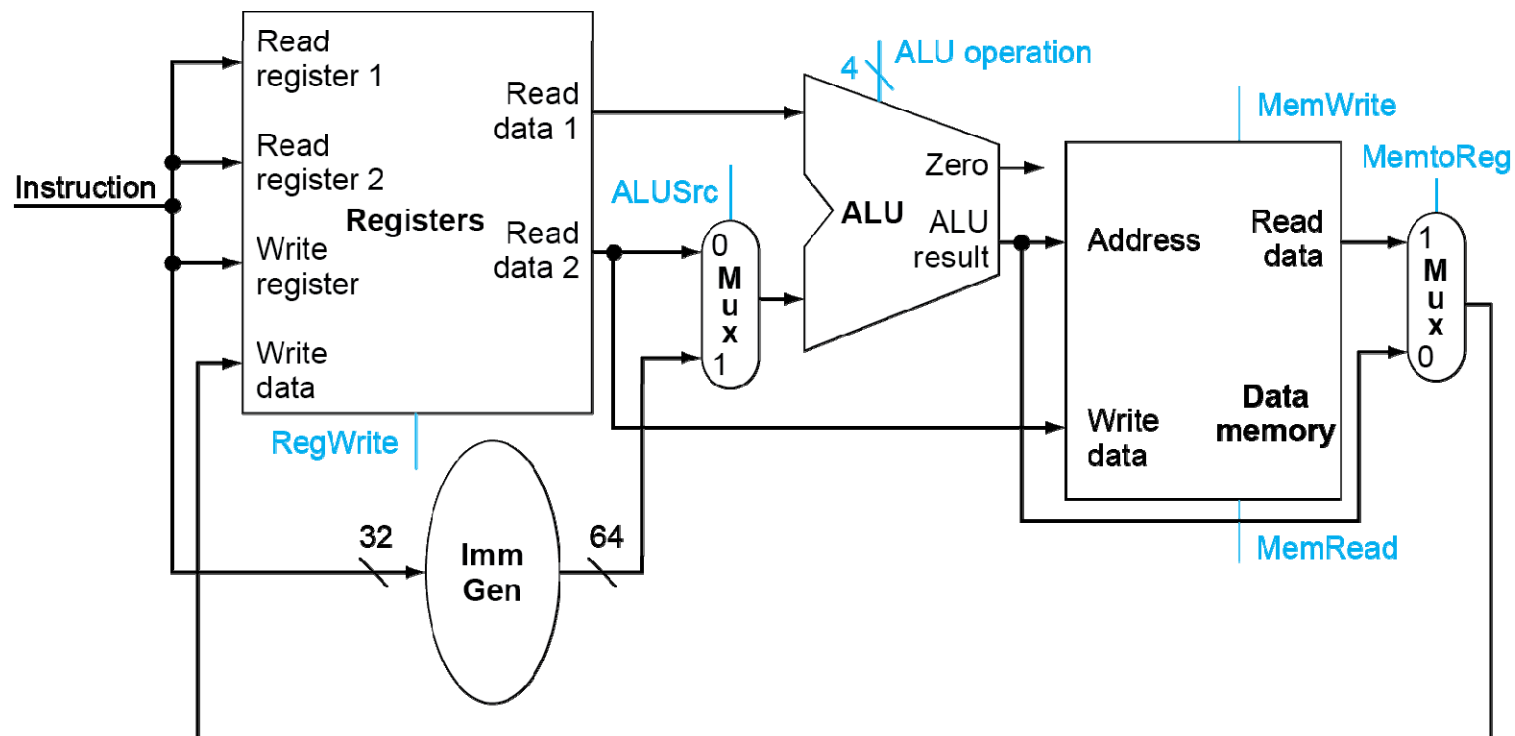 Instruction
Read
register 1
Read
register 2
Registers
Write
register
Write
data
Read
data 1
Read
data 2
RegWrite
32
Imm
Gen
64
ALUSrc
0
M
u
x
1
4
ALU operation
Zero
ALU
ALU
result
MemWrite
Address
Read
data
Write
data
Data
memory
MemRead
MemtoReg
1
M
u
x
0